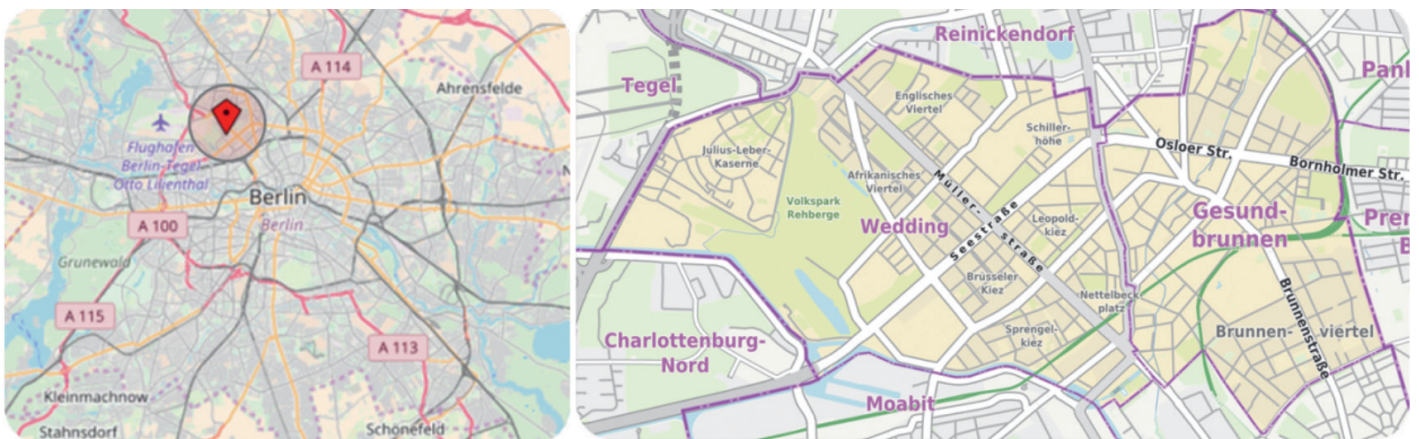 A 114
Ahrensfelde
Flughafen
Berlin-Tegel
Otto Lilienthal
Berlin
A 100
Berlin
Grunewald
A 115
A 113
Kleinmachnow
Stahnsdorf
Schönefeld
Reinickendorf
Tegel
Pank
Englisches
Viertel
Schiller-
höhe
Osloer Str.
Bornholmer Str.
Julius-Leber-
Kaserne
Afrikanisches
Viertel
Müller-
straße
Volkspark
Rehberge
Wedding
Seestraße
Leopold-
kiez
Gesund-
brunnen
Pren
B
Brüsseler
Kiez
Nettelbeck
platz
Sprengel-
kiez
Brunnen-
viertel
Brunnenstraße
Charlottenburg-
Nord
Moabit